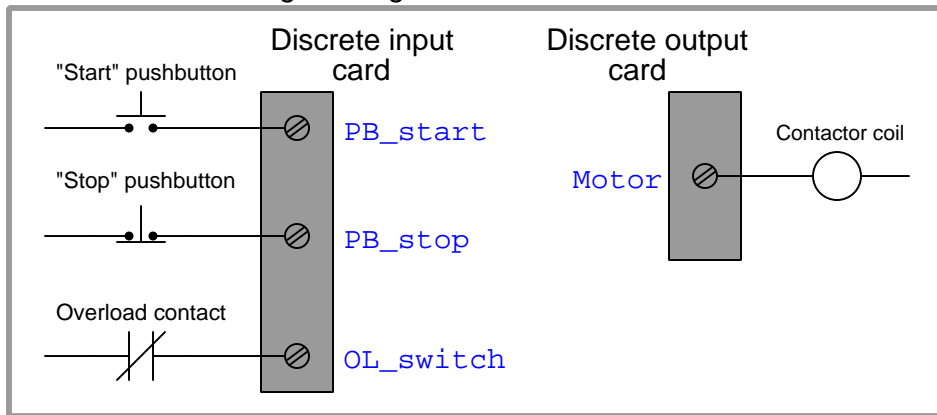 Discrete input
card
Discrete output
card
"Start" pushbutton
PB_start
Contactor coil
Motor
"Stop" pushbutton
PB_stop
Overload contact
OL_switch